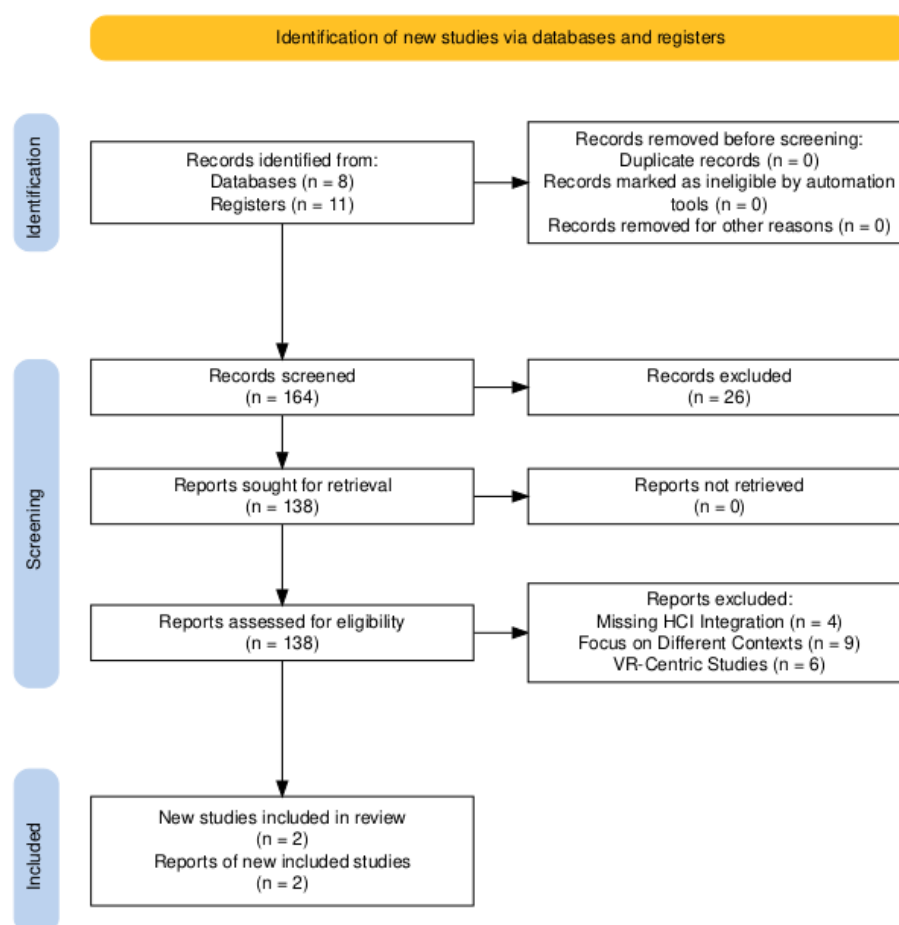 Identification of new studies via databases and registers
Identification
Records identified from:
Databases (n = 8)
Registers (n = 11)
Records removed before screening:
Duplicate records (n = 0)
Records marked as ineligible by automation
tools (n = 0)
Records removed for other reasons (n = 0)
Screening
Records screened
(n = 164)
Records excluded
(n = 26)
Reports sought for retrieval
(n = 138)
Reports not retrieved
(n = 0)
Reports assessed for eligibility
(n = 138)
Reports excluded:
Missing HCI Integration (n = 4)
Focus on Different Contexts (n = 9)
VR-Centric Studies (n = 6)
Included
New studies included in review
(n = 2)
Reports of new included studies
(n = 2)